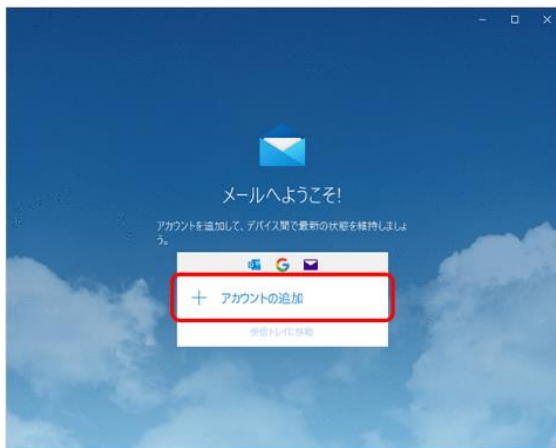 メールへようこそ!
アカウントを追加して、デバイス間で最新の状態を維持しましょ
う。
アカウントの追加
受信トレイに移動